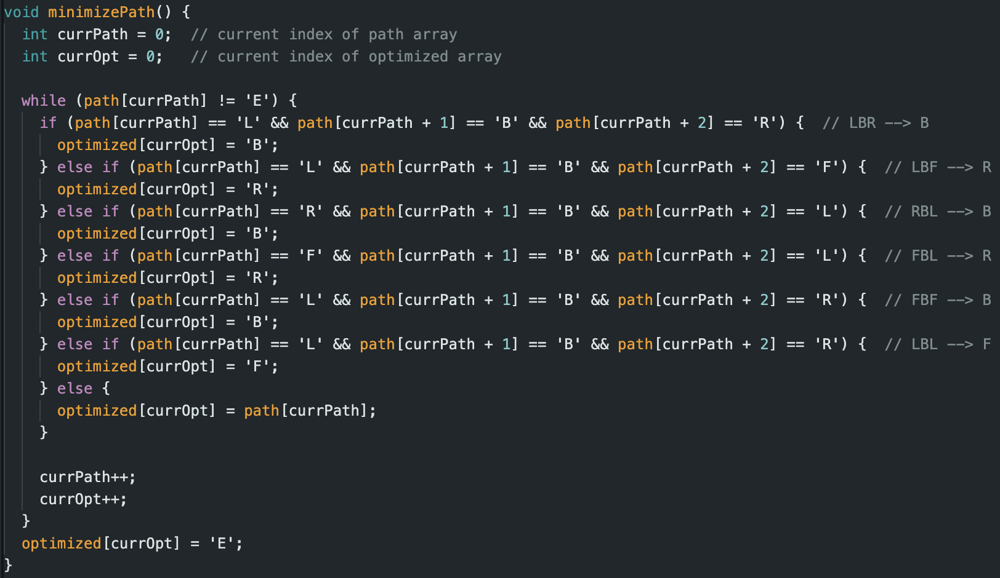 void minimizePath() {
  int currPath = 0;  // current index of path array
  int currOpt = 0;   // current index of optimized array

  while (path[currPath] != 'E') {
    if (path[currPath] == 'L' && path[currPath + 1] == 'B' && path[currPath + 2] == 'R') {  // LBR --> B
      optimized[currOpt] = 'B';
    } else if (path[currPath] == 'L' && path[currPath + 1] == 'B' && path[currPath + 2] == 'F') {  // LBF --> R
      optimized[currOpt] = 'R';
    } else if (path[currPath] == 'R' && path[currPath + 1] == 'B' && path[currPath + 2] == 'L') {  // RBL --> B
      optimized[currOpt] = 'B';
    } else if (path[currPath] == 'F' && path[currPath + 1] == 'B' && path[currPath + 2] == 'L') {  // FBL --> R
      optimized[currOpt] = 'R';
    } else if (path[currPath] == 'L' && path[currPath + 1] == 'B' && path[currPath + 2] == 'R') {  // FBF --> B
      optimized[currOpt] = 'B';
    } else if (path[currPath] == 'L' && path[currPath + 1] == 'B' && path[currPath + 2] == 'R') {  // LBL --> F
      optimized[currOpt] = 'F';
    } else {
      optimized[currOpt] = path[currPath];
    }

    currPath++;
    currOpt++;
  }
  optimized[currOpt] = 'E';
}